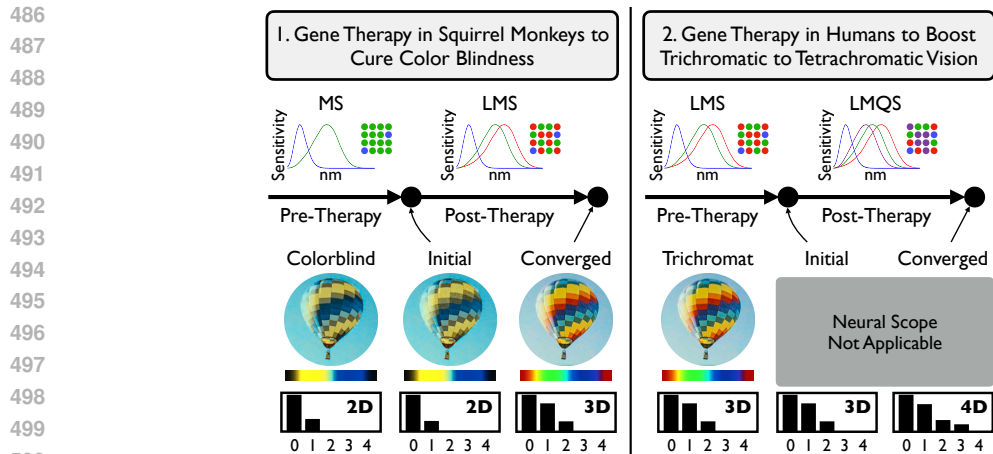 486
487
488
489
490
491
492
493
494
495
496
497
498
499
1. Gene Therapy in Squirrel Monkeys to
Cure Color Blindness
MS
LMS
Sensitivity
nm
Sensitivity
nm
Pre-Therapy
Post-Therapy
Colorblind
Initial
Converged
2D
2D
3D
0 1 2 3 4
0 1 2 3 4
0 1 2 3 4
2. Gene Therapy in Humans to Boost
Trichromatic to Tetrachromatic Vision
LMS
LMQS
Sensitivity
nm
Sensitivity
nm
Pre-Therapy
Post-Therapy
Trichromat
Initial
Converged
Neural Scope
Not Applicable
3D
3D
4D
0 1 2 3 4
0 1 2 3 4
0 1 2 3 4